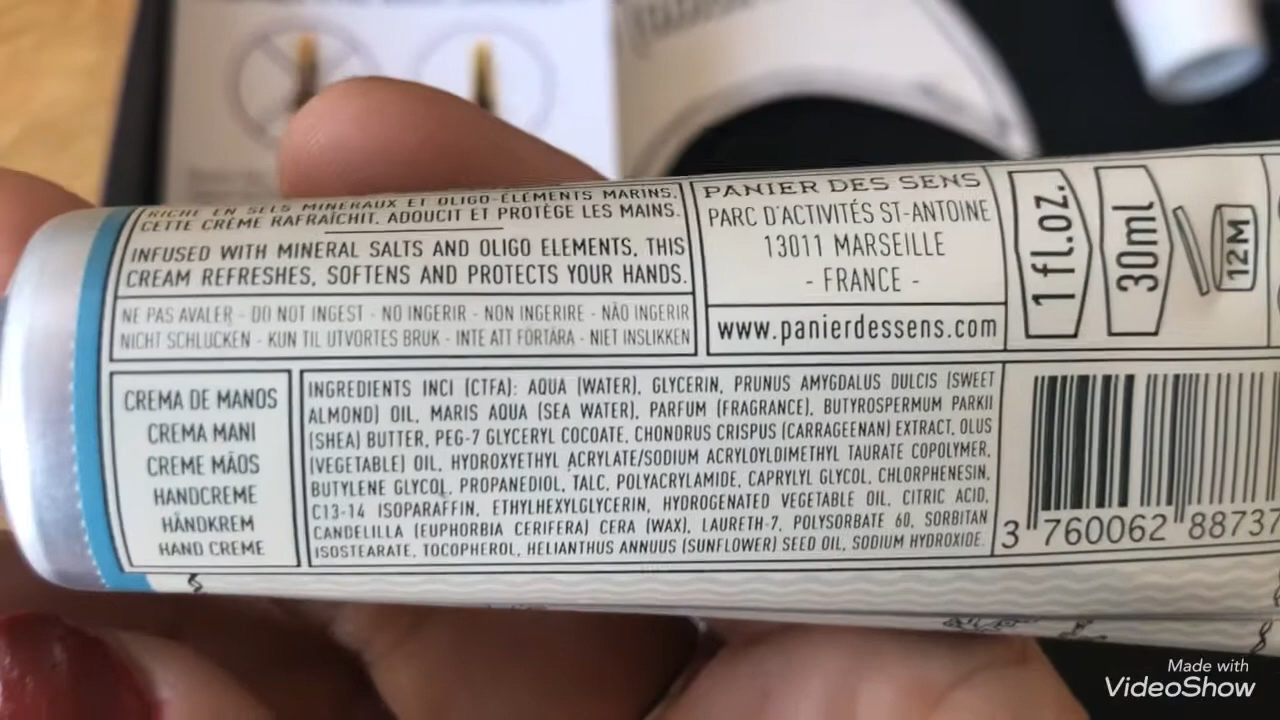 RICHE EN SELS MINÉRAUX ET OLIGO-ÉLÉMENTS MARINS,
CETTE CRÈME RAFRAÎCHIT, ADOUCIT ET PROTÈGE LES MAINS.
INFUSED WITH MINERAL SALTS AND OLIGO ELEMENTS, THIS
CREAM REFRESHES, SOFTENS AND PROTECTS YOUR HANDS.
NE PAS AVALER - DO NOT INGEST - NO INGERIR - NON INGERIRE - NÃO INGERIR
NICHT SCHLUCKEN - KUN TIL UTVORTES BRUK - INTE ATT FÖRTÄRA - NIET INSLIKKEN
PANIER DES SENS
PARC D'ACTIVITÉS ST-ANTOINE
13011 MARSEILLE
- FRANCE -
www.panierdessens.com
1 fl.oz.
30ml
12M
CREMA DE MANOS
CREMA MANI
CREME MÃOS
HANDCREME
HÅNDKREM
HAND CREME
INGREDIENTS INCI (CTFA): AQUA (WATER), GLYCERIN, PRUNUS AMYGDALUS DULCIS (SWEET
ALMOND) OIL, MARIS AQUA (SEA WATER), PARFUM (FRAGRANCE), BUTYROSPERMUM PARKII
(SHEA) BUTTER, PEG-7 GLYCERYL COCOATE, CHONDRUS CRISPUS (CARRAGEENAN) EXTRACT, OLUS
(VEGETABLE) OIL, HYDROXYETHYL ACRYLATE/SODIUM ACRYLOYLDIMETHYL TAURATE COPOLYMER,
BUTYLENE GLYCOL, PROPANEDIOL, TALC, POLYACRYLAMIDE, CAPRYLYL GLYCOL, CHLORPHENESIN,
C13-14 ISOPARAFFIN, ETHYLHEXYLGLYCERIN, HYDROGENATED VEGETABLE OIL, CITRIC ACID,
CANDELILLA (EUPHORBIA CERIFERA) CERA (WAX), LAURETH-7, POLYSORBATE 60, SORBITAN
ISOSTEARATE, TOCOPHEROL, HELIANTHUS ANNUUS (SUNFLOWER) SEED OIL, SODIUM HYDROXIDE.
3 760062 88737
Made with
VideoShow